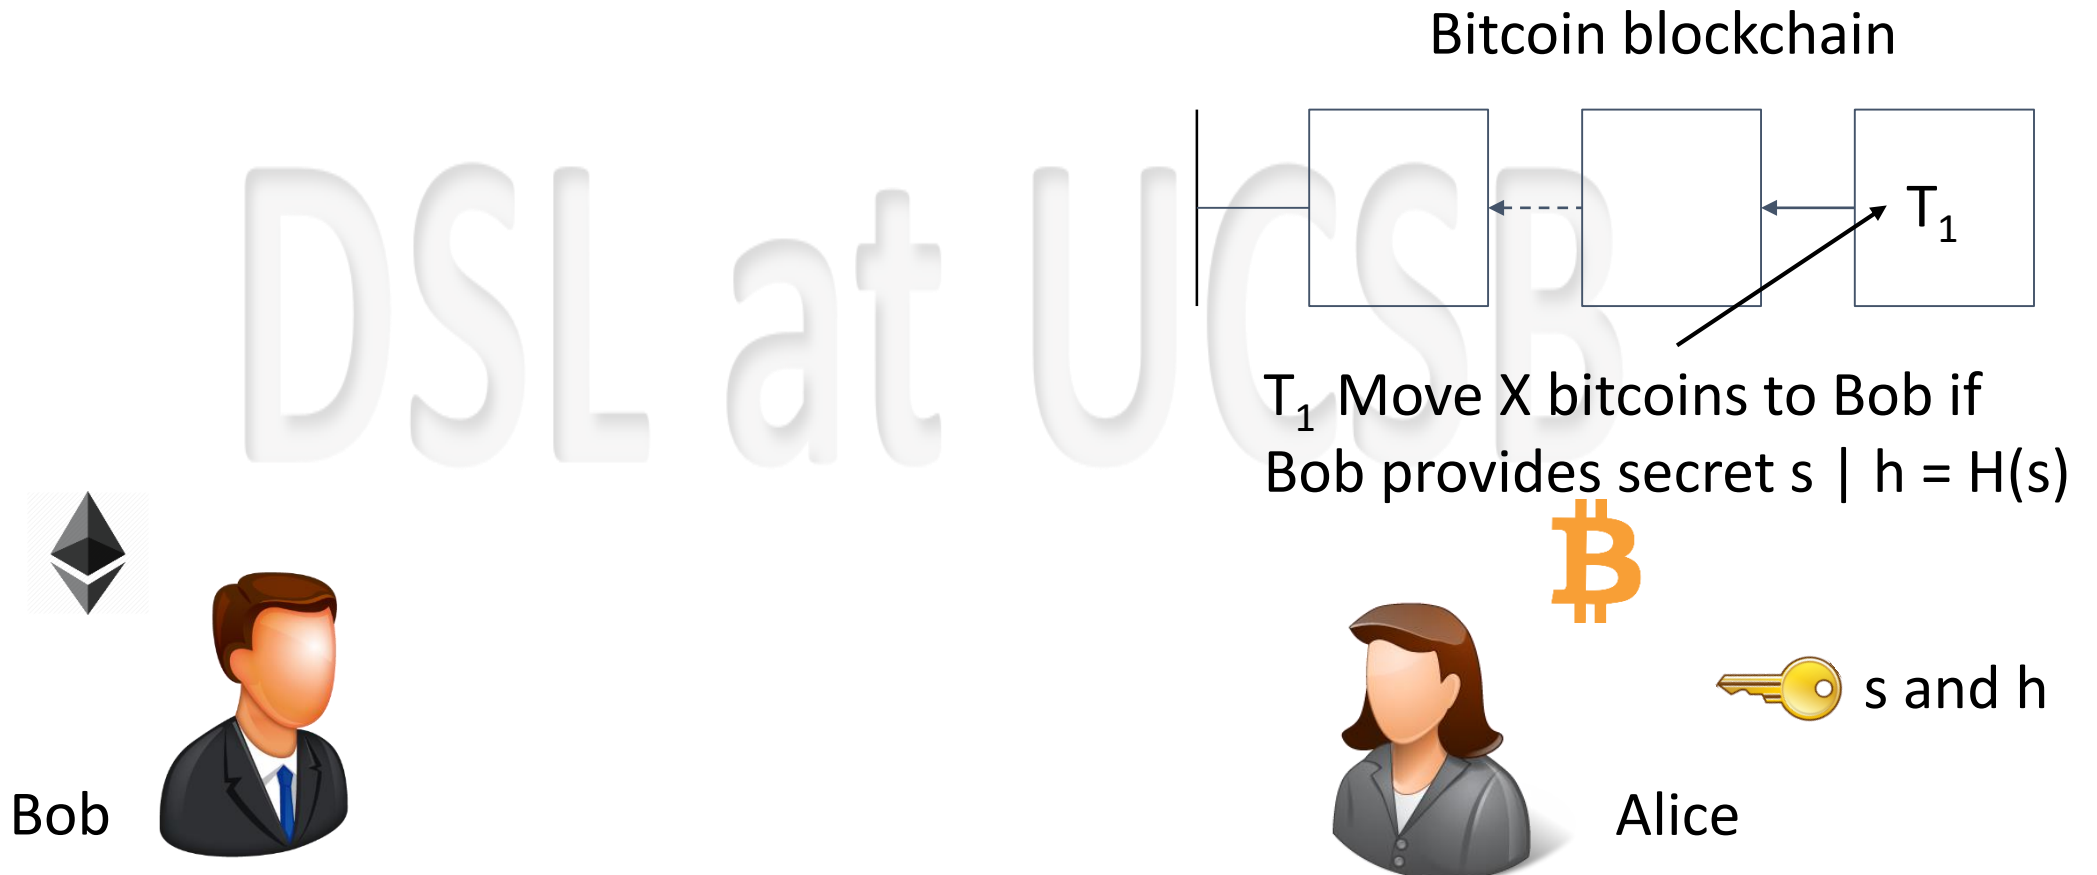 Bitcoin blockchain
DSL at UCSB
T₁
T₁ Move X bitcoins to Bob if
Bob provides secret s | h = H(s)
s and h
Bob
Alice